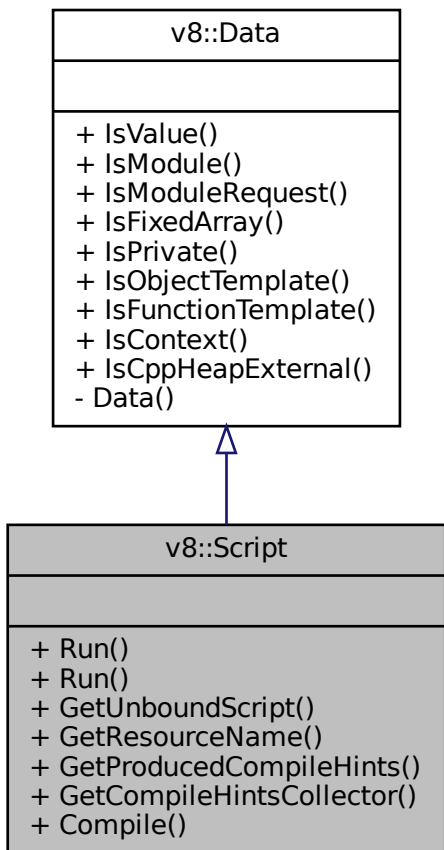 v8::Data
+ IsValue()
+ IsModule()
+ IsModuleRequest()
+ IsFixedArray()
+ IsPrivate()
+ IsObjectTemplate()
+ IsFunctionTemplate()
+ IsContext()
+ IsCppHeapExternal()
- Data()
v8::Script
+ Run()
+ Run()
+ GetUnboundScript()
+ GetResourceName()
+ GetProducedCompileHints()
+ GetCompileHintsCollector()
+ Compile()